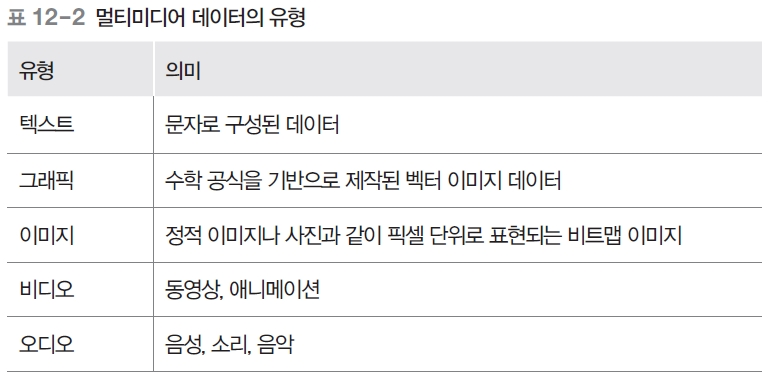 표 12-2 멀티미디어 데이터의 유형
유형 의미
텍스트 문자로 구성된 데이터
그래픽 수학 공식을 기반으로 제작된 벡터 이미지 데이터
이미지 정적 이미지나 사진과 같이 픽셀 단위로 표현되는 비트맵 이미지
비디오 동영상, 애니메이션
오디오 음성, 소리, 음악